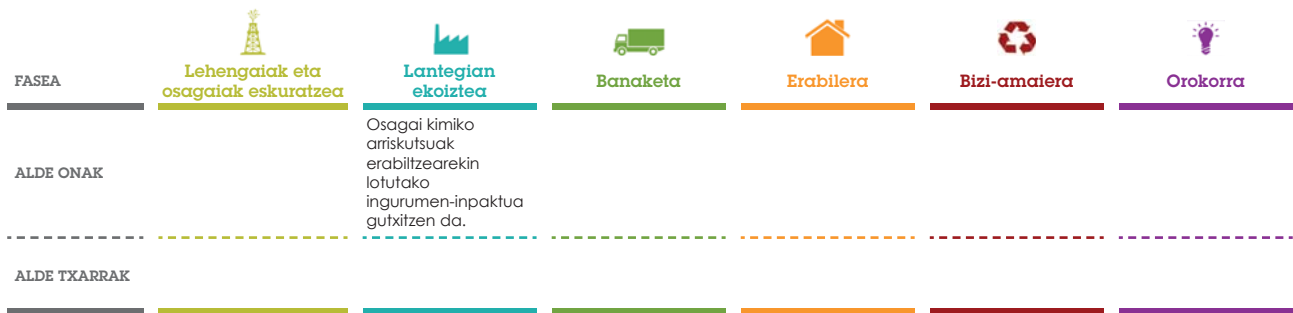 FASEA
Lehengaiak eta
osagaiak eskuratzea
Lantegian
ekoiztea
Banaketa
Erabilera
Bizi-amaiera
Orokorra
ALDE ONAK
Osagai kimiko
arriskutsuak
erabiltzearekin
lotutako
ingurumen-inpaktua
gutxitzen da.
ALDE TXARRAK